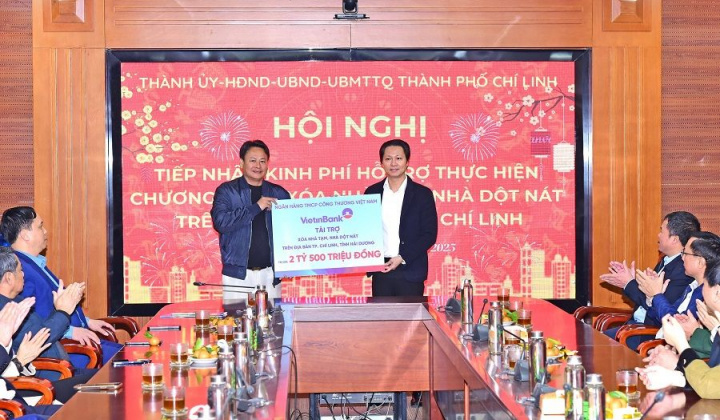 THÀNH ỦY-HĐND-UBND-UBMTTQ THÀNH PHỐ CHÍ LINH
HỘI NGHỊ
TIẾP NHẬN KINH PHÍ HỖ TRỢ THỰC HIỆN
CHƯƠNG XÓA NHÀ DỘT NÁT
TRÊN CHÍ LINH
NGÂN HÀNG TMCP CÔNG THƯƠNG VIỆT NAM
VietinBank
TÀI TRỢ
XÓA NHÀ TẠM, NHÀ DỘT NÁT
TRÊN ĐỊA BÀN TP. CHÍ LINH, TỈNH HẢI DƯƠNG
2 TỶ 500 TRIỆU ĐỒNG